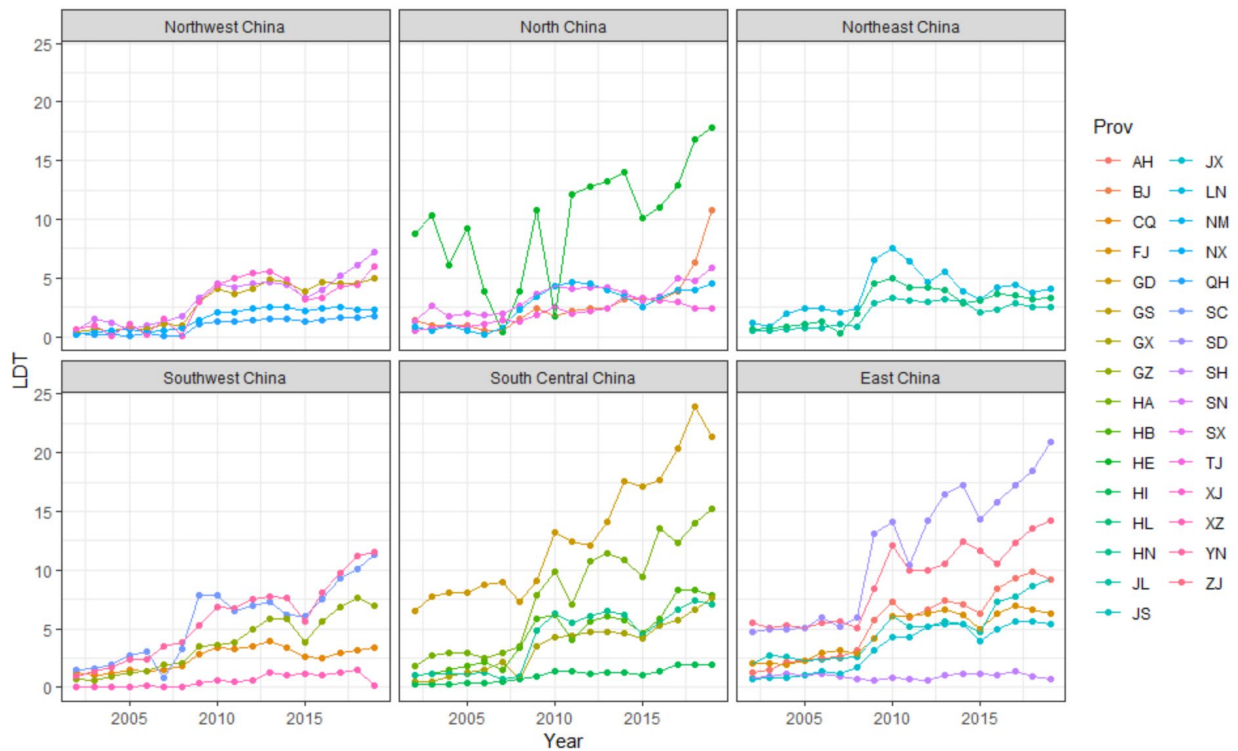 Northwest China
North China
Northeast China
25
20
15
10
5
0
Southwest China
South Central China
East China
25
20
15
10
5
0
LDT
2005 2010 2015
2005 2010 2015
2005 2010 2015
Year
Prov
AH JX
BJ LN
CQ NM
FJ NX
GD QH
GS SC
GX SD
GZ SH
HA SN
HB SX
HE TJ
HI XJ
HL XZ
HN YN
JL ZJ
JS